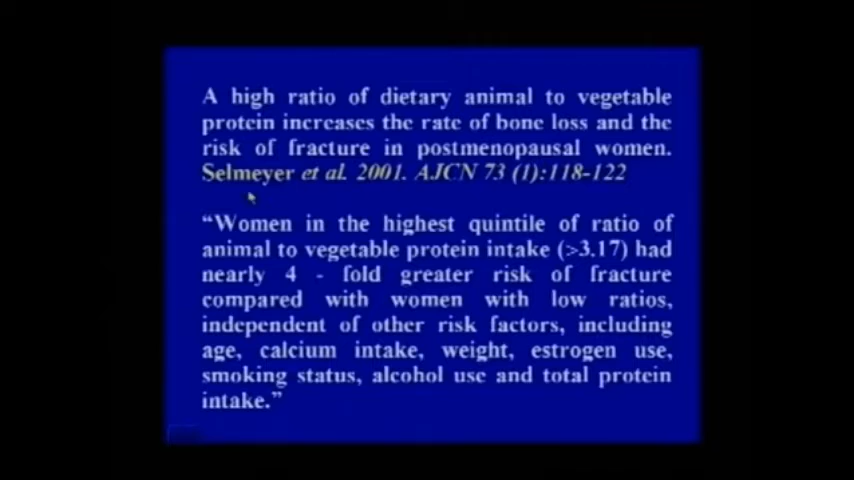 A high ratio of dietary animal to vegetable
protein increases the rate of bone loss and the
risk of fracture in postmenopausal women.
Selmeyer et al. 2001. AJCN 73 (1):118-122
“Women in the highest quintile of ratio of
animal to vegetable protein intake (>3.17) had
nearly 4 - fold greater risk of fracture
compared with women with low ratios,
independent of other risk factors, including
age, calcium intake, weight, estrogen use,
smoking status, alcohol use and total protein
intake.”